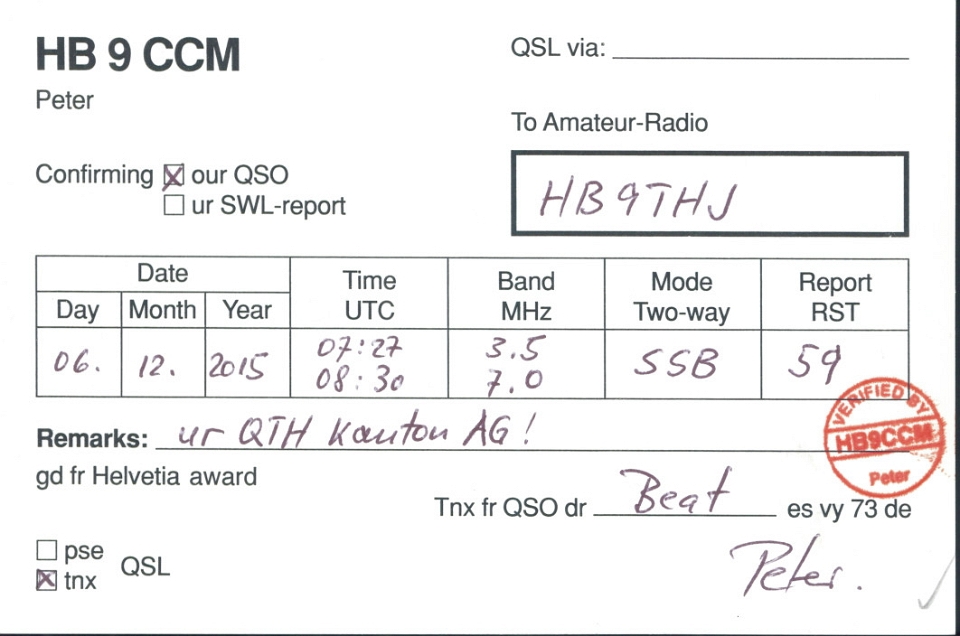 HB 9 CCM
Peter
QSL via:
To Amateur-Radio
HB9THJ
Confirming ☒ our QSO
☐ ur SWL-report
Date
Day Month Year
Time UTC
Band MHz
Mode Two-way
Report RST
06. 12. 2015
07:27
08:30
3.5
7.0
SSB
59
Remarks: ur QTH Kanton AG!
gd fr Helvetia award
VERIFIED BY
HB9CCM
Peter
Tnx fr QSO dr Beat es vy 73 de
☐ pse
☒ tnx
QSL
Peter.